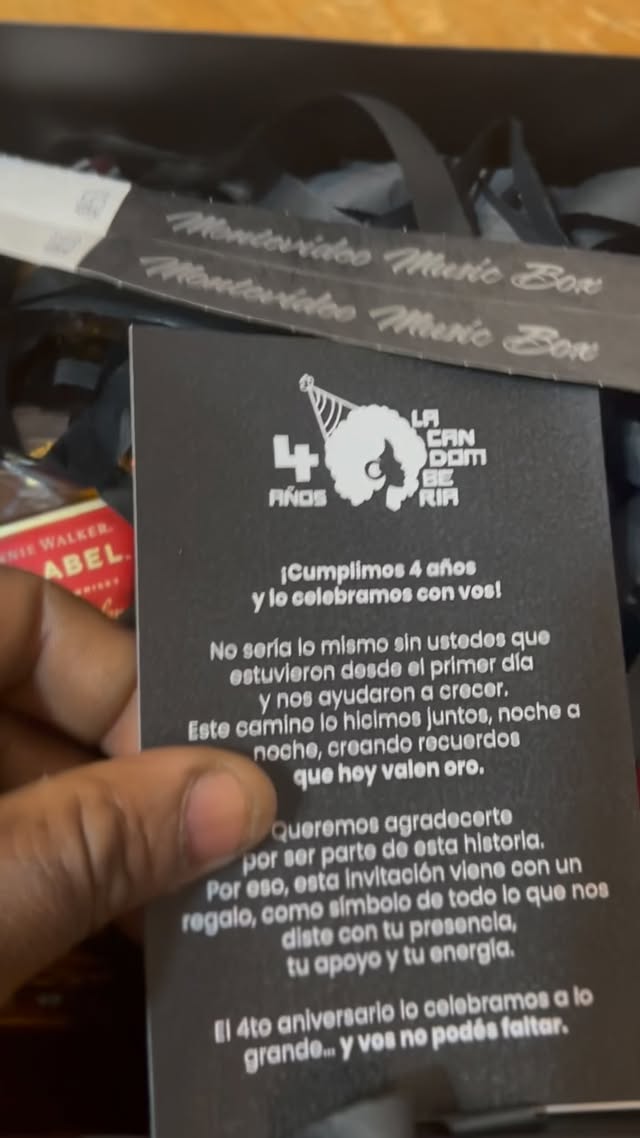 Montevideo Music Box
Montevideo Music Box
4
AÑOS
LA
CAN
DOM
BE
RIA
¡Cumplimos 4 años
y lo celebramos con vos!
No sería lo mismo sin ustedes que
estuvieron desde el primer día
y nos ayudaron a crecer.
Este camino lo hicimos juntos, noche a
noche, creando recuerdos
que hoy valen oro.
Queremos agradecerte
por ser parte de esta historia.
Por eso, esta invitación viene con un
regalo, como símbolo de todo lo que nos
diste con tu presencia,
tu apoyo y tu energía.
El 4to aniversario lo celebramos a lo
grande... y vos no podés faltar.
NNIE WALKER.
ABEL.